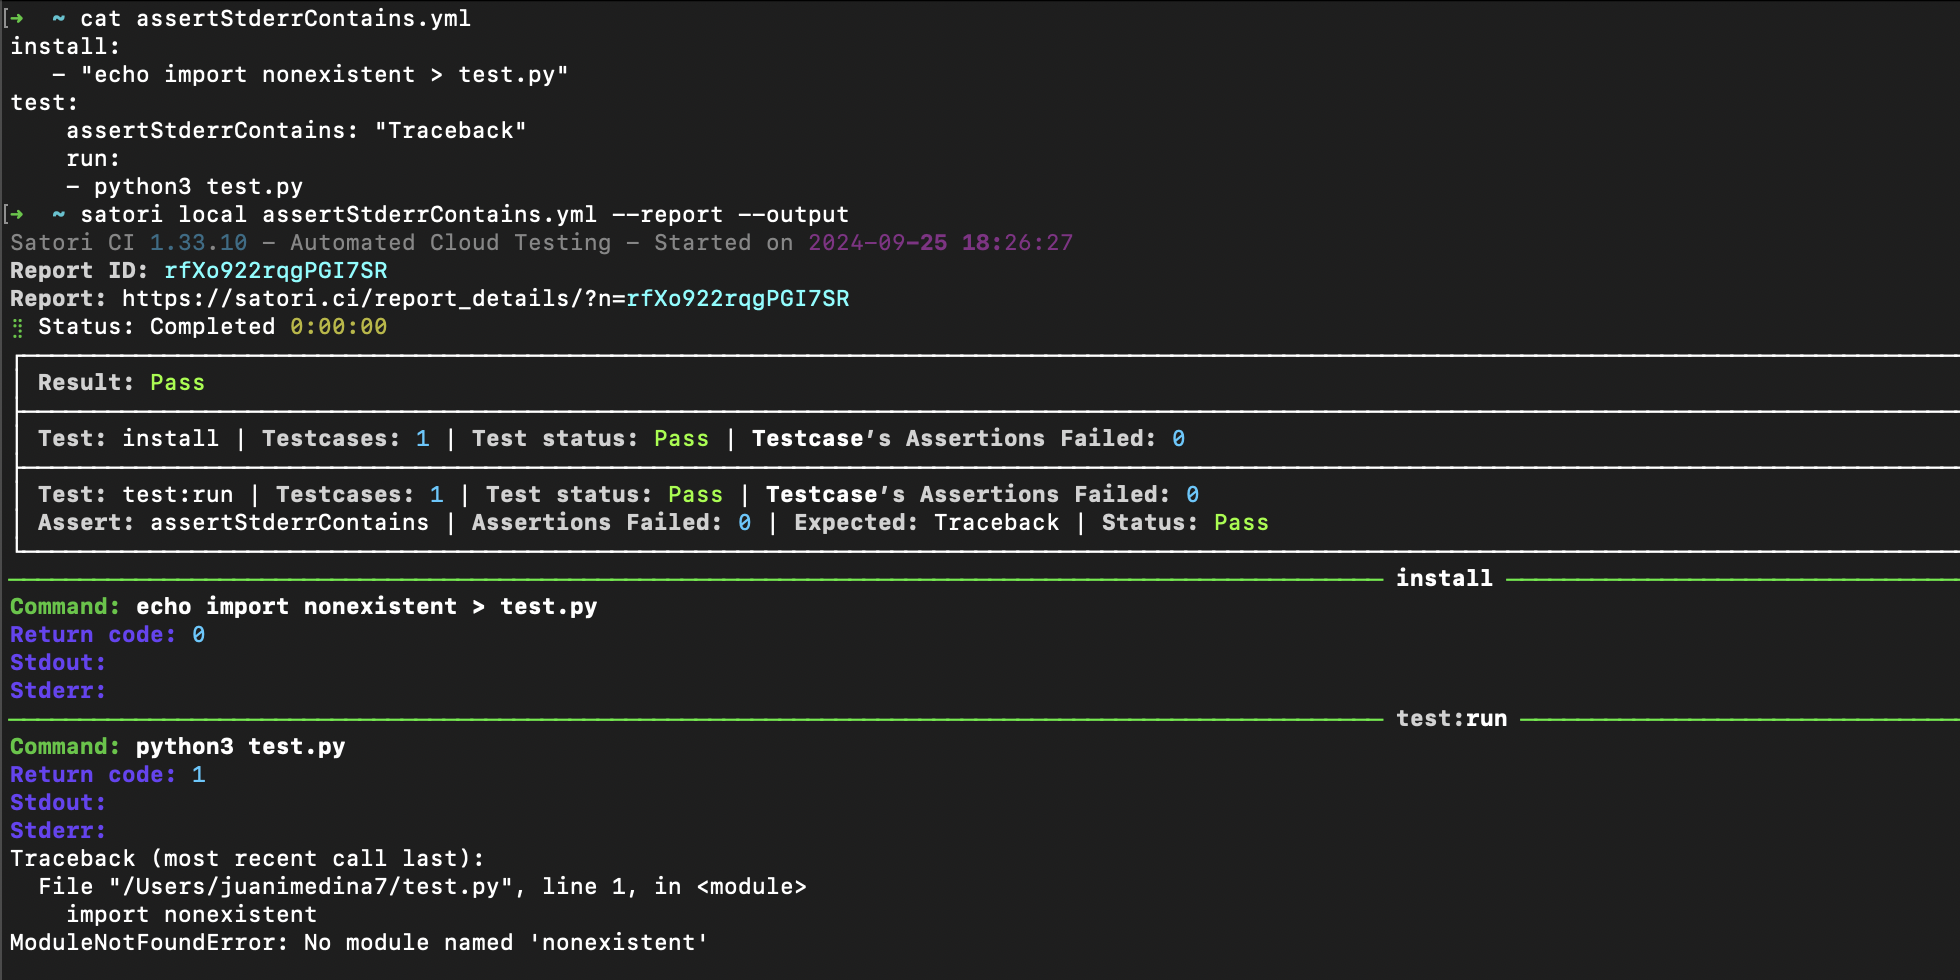 [➜  ~ cat assertStderrContains.yml
install:
   - "echo import nonexistent > test.py"
test:
    assertStderrContains: "Traceback"
    run:
    - python3 test.py
[➜  ~ satori local assertStderrContains.yml --report --output
Satori CI 1.33.10 - Automated Cloud Testing - Started on 2024-09-25 18:26:27
Report ID: rfXo922rqgPGI7SR
Report: https://satori.ci/report_details/?n=rfXo922rqgPGI7SR
⣻ Status: Completed 0:00:00
Result: Pass
Test: install | Testcases: 1 | Test status: Pass | Testcase’s Assertions Failed: 0
Test: test:run | Testcases: 1 | Test status: Pass | Testcase’s Assertions Failed: 0
Assert: assertStderrContains | Assertions Failed: 0 | Expected: Traceback | Status: Pass
install
Command: echo import nonexistent > test.py
Return code: 0
Stdout:
Stderr:
test:run
Command: python3 test.py
Return code: 1
Stdout:
Stderr:
Traceback (most recent call last):
  File "/Users/juanimedina7/test.py", line 1, in <module>
    import nonexistent
ModuleNotFoundError: No module named 'nonexistent'